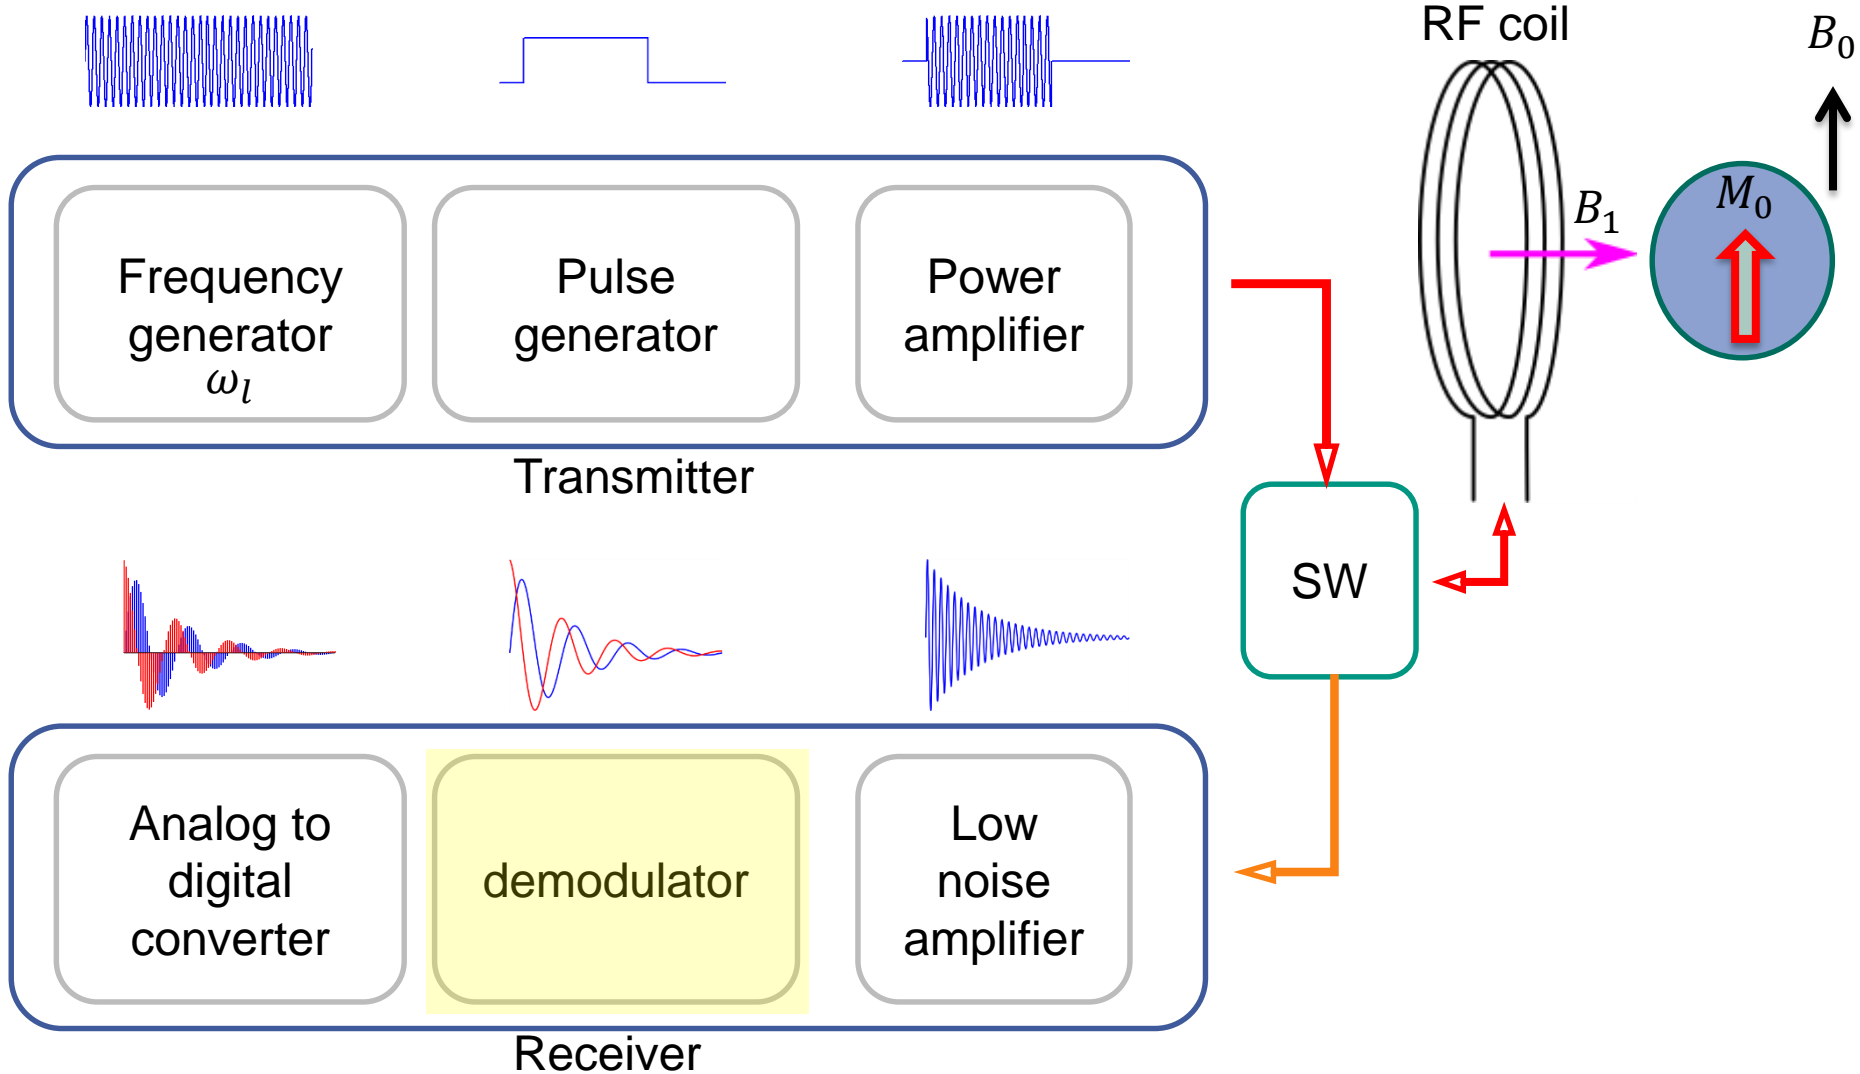 RF coil
B₀
M₀
B₁
Frequency
generator
ω_l
Pulse
generator
Power
amplifier
Transmitter
SW
Analog to
digital
converter
demodulator
Low
noise
amplifier
Receiver